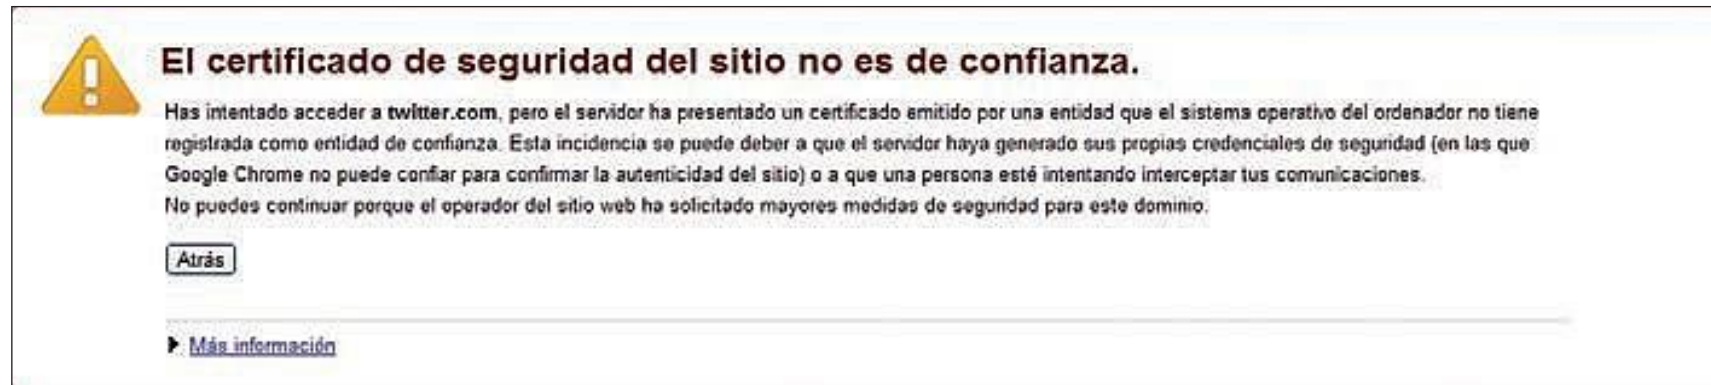 El certificado de seguridad del sitio no es de confianza.
Has intentado acceder a twitter.com, pero el servidor ha presentado un certificado emitido por una entidad que el sistema operativo del ordenador no tiene
registrada como entidad de confianza. Esta incidencia se puede deber a que el servidor haya generado sus propias credenciales de seguridad (en las que
Google Chrome no puede confiar para confirmar la autenticidad del sitio) o a que una persona esté intentando interceptar tus comunicaciones.
No puedes continuar porque el operador del sitio web ha solicitado mayores medidas de seguridad para este dominio.
Atrás
Más información